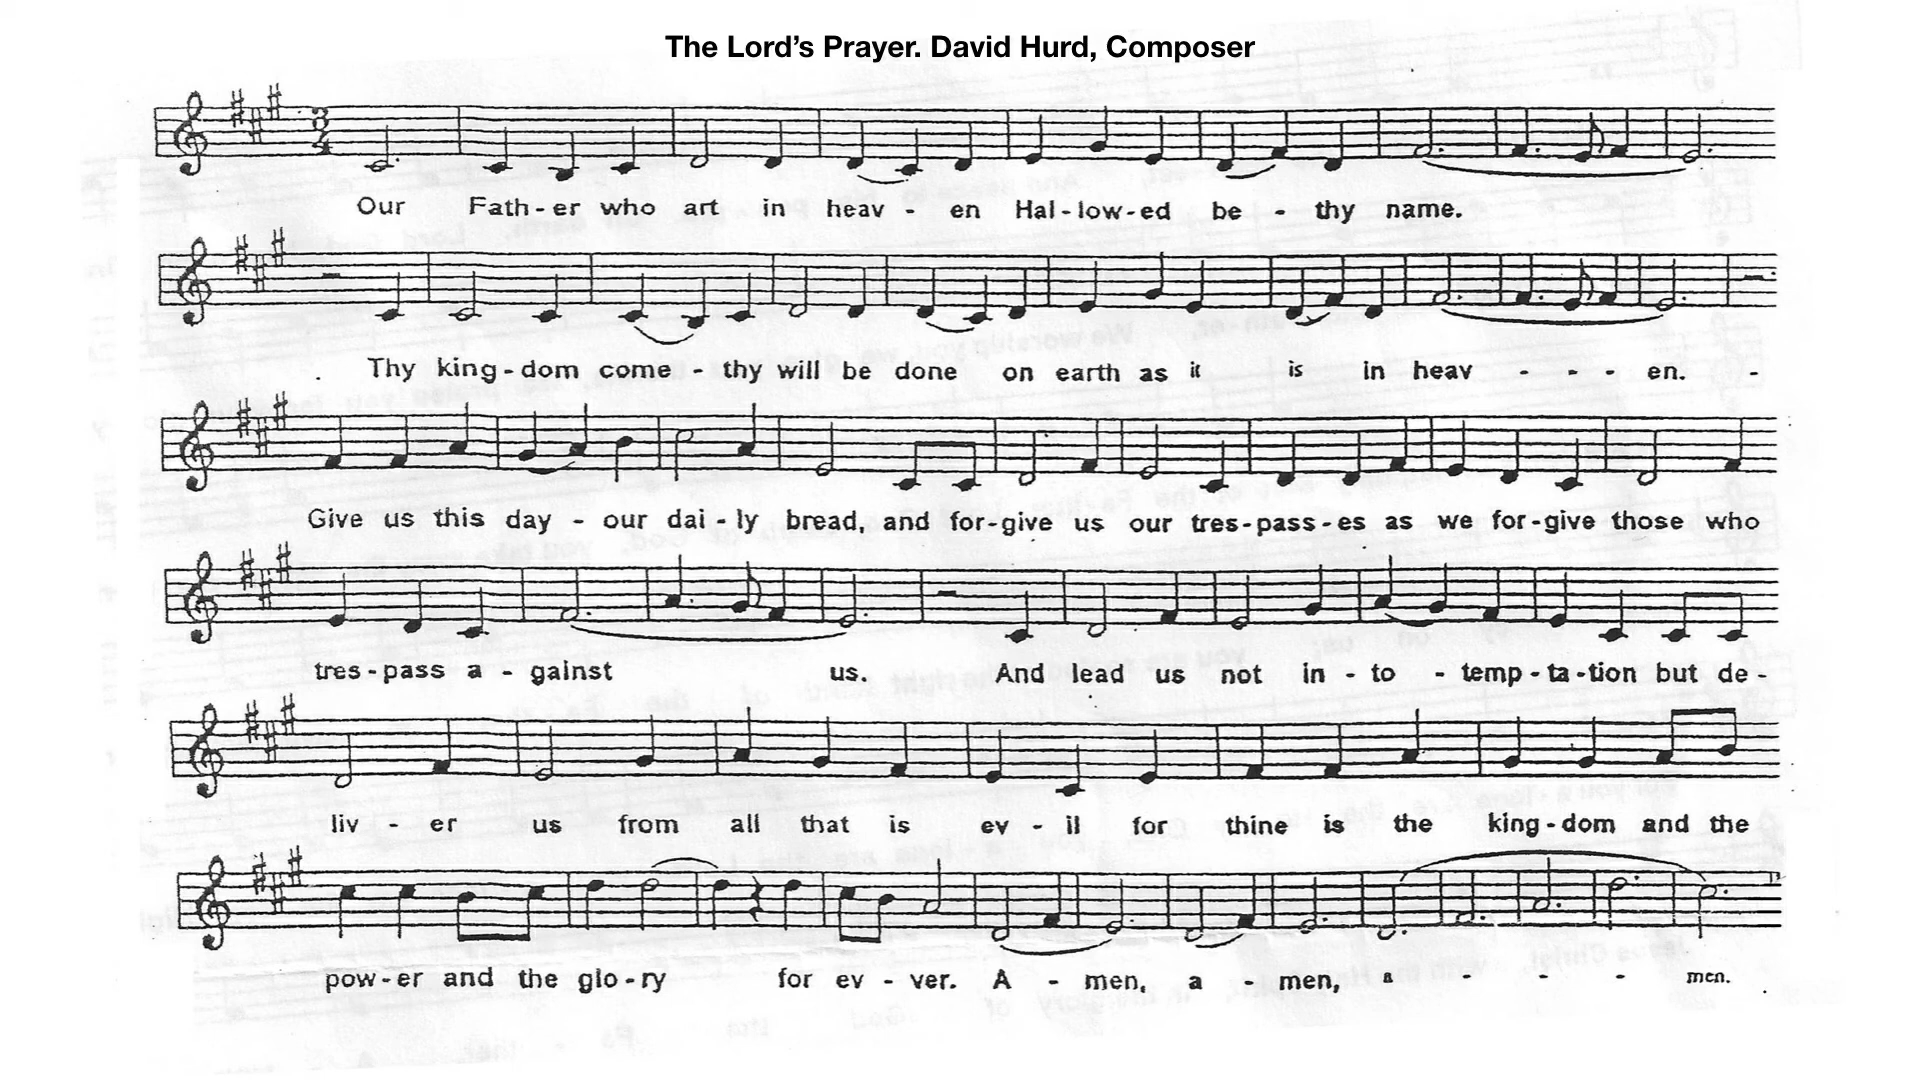 The Lord’s Prayer. David Hurd, Composer
3
4
Our Fath - er who art in heav - en Hal - low - ed be - thy name.
Thy king - dom come - thy will be done on earth as it is in heav - - - en. -
Give us this day - our dai - ly bread, and for - give us our tres - pass - es as we for - give those who
tres - pass a - gainst us. And lead us not in - to - temp - ta - tion but de -
liv - er us from all that is ev - il for thine is the king - dom and the
pow - er and the glo - ry for ev - ver. A - men, a - men, a - - - men.